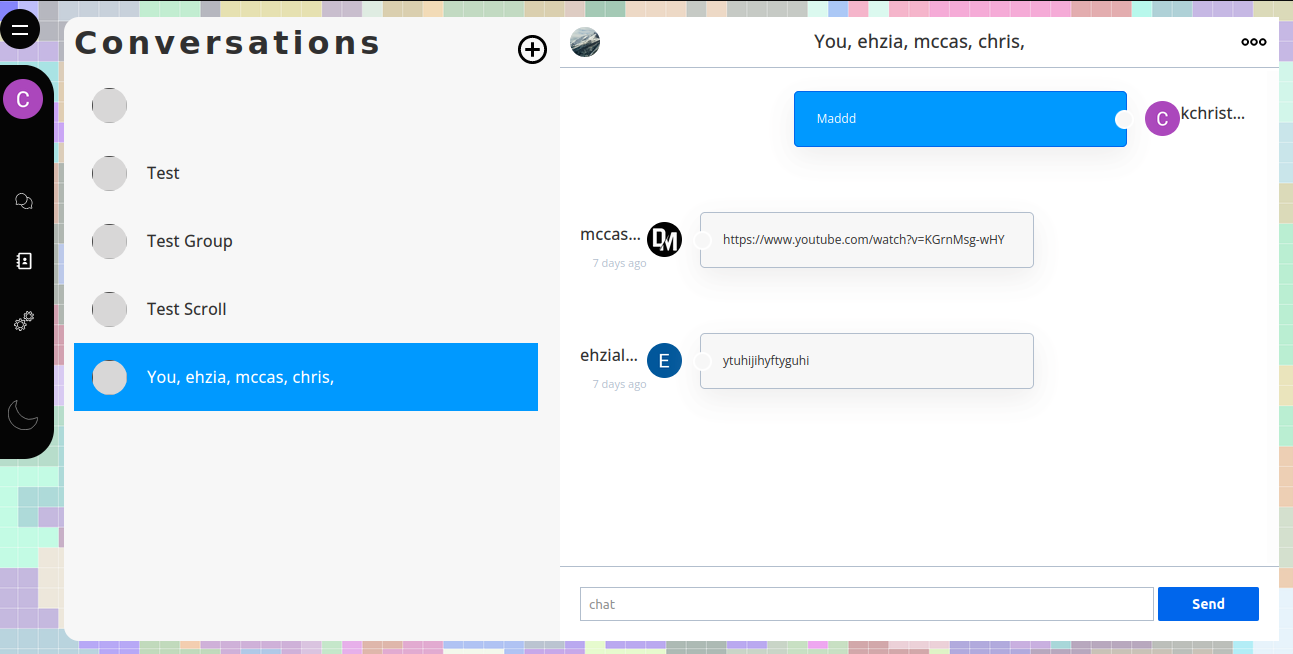 Conversations
C
Test
Test Group
Test Scroll
You, ehzia, mccas, chris,
You, ehzia, mccas, chris,
Maddd
C
kchrist...
mccas...
DM
7 days ago
https://www.youtube.com/watch?v=KGrnMsg-wHY
ehzial...
E
7 days ago
ytuhijihyftyguhi
chat
Send